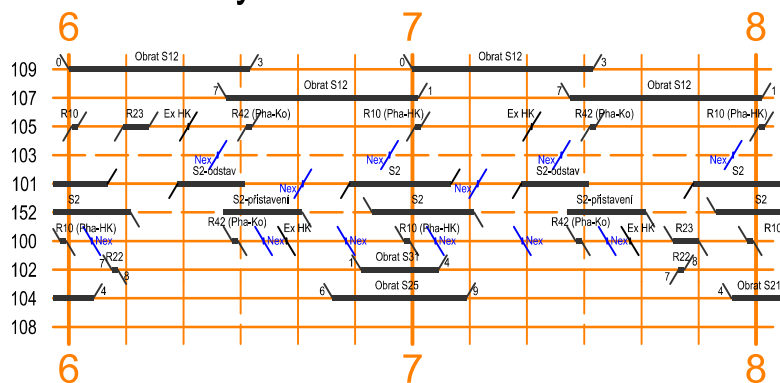 6 7 8
Obrat S12 Obrat S12
109 0 3 0 3
Obrat S12 Obrat S12
107 7 1 7 1
R10 R23 Ex HK R42 (Pha-Ko) R10 (Pha-HK) Ex HK R42 (Pha-Ko) R10 (Pha-HK)
105
103 Nex Nex Nex Nex
S2-odstav S2 S2-odstav S2
101 Nex Nex
S2 S2-přistavení S2 S2-přistavení S2
152
R10 (Pha-HK) R42 (Pha-Ko) Ex HK R10 (Pha-HK) R42 (Pha-Ko) Ex HK R23 R10
100 Nex Nex Nex Nex Nex Nex
R22 Obrat S31 R22
102 7 8 1 4 7 8
Obrat S25 Obrat S21
104 4 6 9 4
108
6 7 8